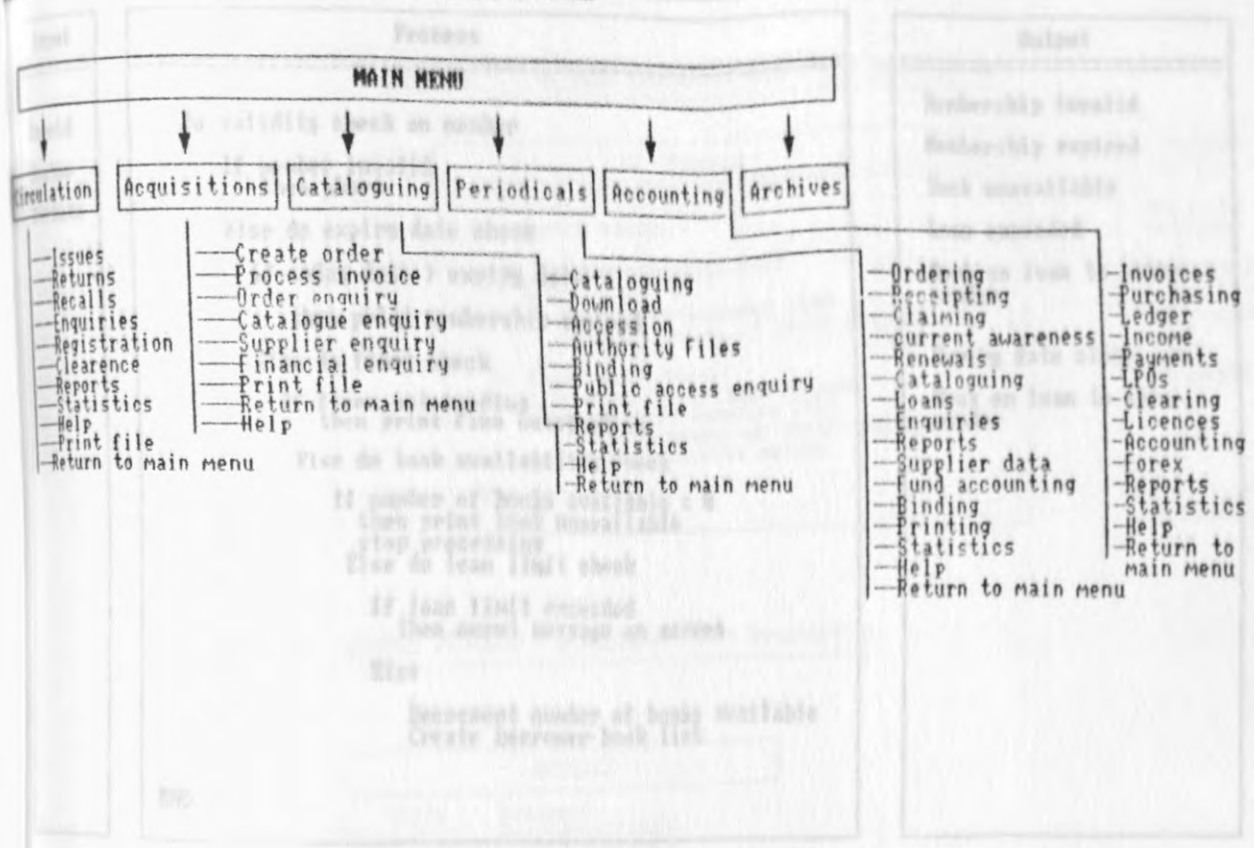 MAIN MENU
Circulation
Acquisitions
Cataloguing
Periodicals
Accounting
Archives
Issues
Returns
Recalls
Enquiries
Registration
Clearence
Reports
Statistics
Help
Print file
Return to main menu
Create order
Process invoice
Order enquiry
Catalogue enquiry
Supplier enquiry
Financial enquiry
Print file
Return to main menu
Help
Cataloguing
Download
Accession
Authority files
Binding
Public access enquiry
Print file
Reports
Statistics
Help
Return to main menu
Ordering
Receipting
Claiming
current awareness
Renewals
Cataloguing
Loans
Enquiries
Reports
Supplier data
Fund accounting
Binding
Printing
Statistics
Help
Return to main menu
Invoices
Purchasing
Ledger
Income
Payments
LPOs
Clearing
Licences
Accounting
Forex
Reports
Statistics
Help
Return to
main menu
Process
Output
Membership invalid
Membership expired
Book unavailable
Else do expiry date check
If number of books available = 0
then print book unavailable
stop processing
Else do loan limit check
If loan limit exceeded
Else
Decrement number of books available
Create borrower book list
END